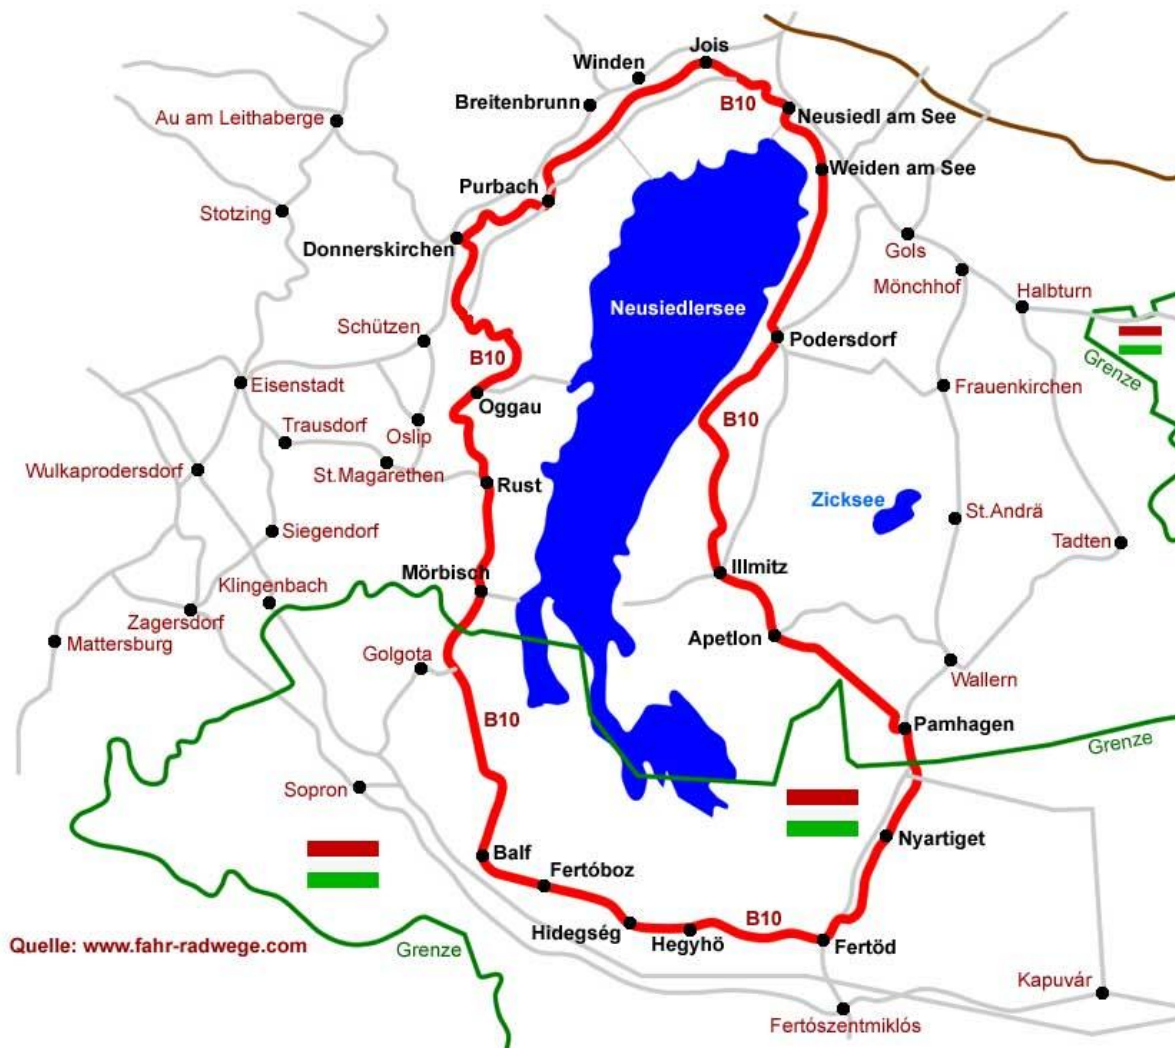 Jois
Winden
Breitenbrunn
B10
Neusiedl am See
Au am Leithaberge
Weiden am See
Purbach
Stotzing
Donnerskirchen
Gols
Mönchhof
Halbturn
Neusiedlersee
Schützen
Podersdorf
Grenze
B10
Eisenstadt
Frauenkirchen
Oggau
B10
Trausdorf
Oslip
Wulkaprodersdorf
St.Magarethen
Rust
Zicksee
St.Andrä
Siegendorf
Tadten
Mörbisch
Illmitz
Klingenbach
Zagersdorf
Mattersburg
Apetlon
Golgota
Wallern
B10
Pamhagen
Grenze
Sopron
Nyartiget
Balf
Fertóboz
B10
Hidegség
Hegyhö
Fertöd
Quelle: www.fahr-radwege.com
Grenze
Kapuvár
Fertószentmiklós